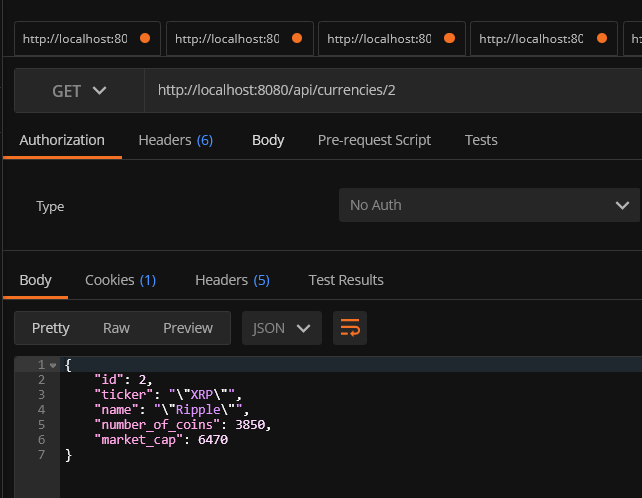 http://localhost:80 http://localhost:80 http://localhost:80 http://localhost:80 ht
GET http://localhost:8080/api/currencies/2
Authorization Headers (6) Body Pre-request Script Tests
Type No Auth
Body Cookies (1) Headers (5) Test Results
Pretty Raw Preview JSON
1 {
2 "id": 2,
3 "ticker": "\"XRP\"",
4 "name": "\"Ripple\"",
5 "number_of_coins": 3850,
6 "market_cap": 6470
7 }